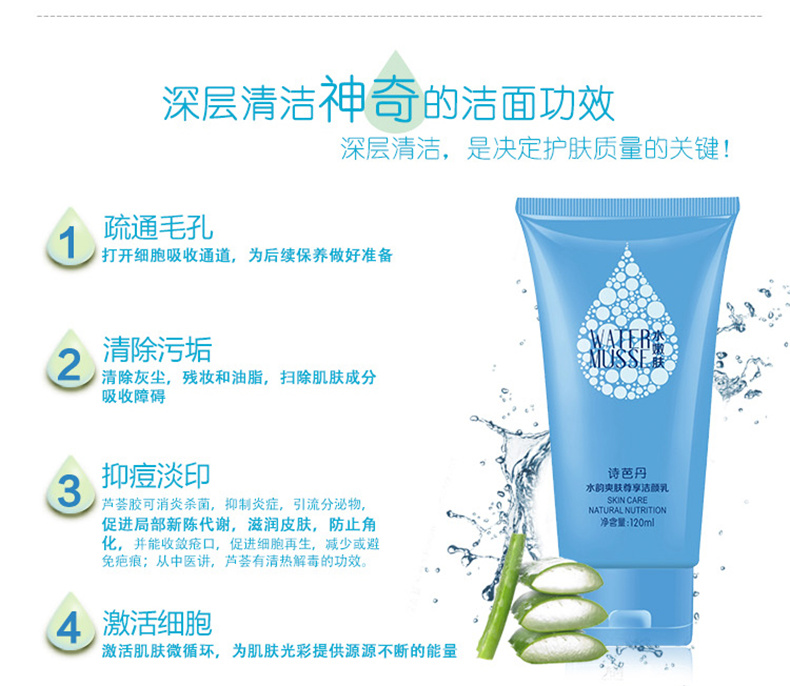 深层清洁神奇的洁面功效
深层清洁，是决定护肤质量的关键！
1 疏通毛孔
打开细胞吸收通道，为后续保养做好准备
2 清除污垢
清除灰尘，残妆和油脂，扫除肌肤成分
吸收障碍
3 抑痘淡印
芦荟胶可消炎杀菌，抑制炎症，引流分泌物，
促进局部新陈代谢，滋润皮肤，防止角
化，并能收敛疮口，促进细胞再生，减少或避
免疤痕；从中医讲，芦荟有清热解毒的功效。
4 激活细胞
激活肌肤微循环，为肌肤光彩提供源源不断的能量
WATER
MUSSE
水嫩肤
诗芭丹
水韵爽肤尊享洁颜乳
SKIN CARE
NATURAL NUTRITION
净含量:120ml